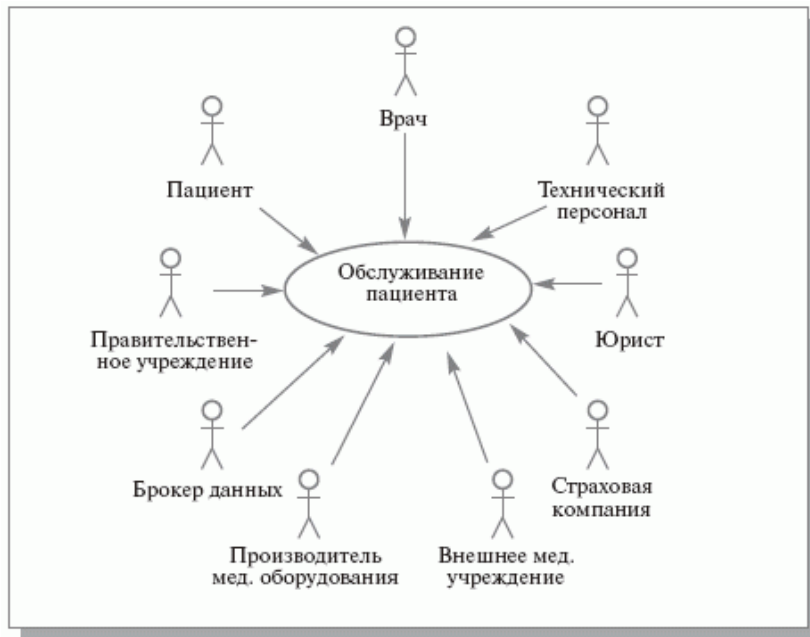 Врач
Пациент
Технический
персонал
Обслуживание
пациента
Правительствен-
ное учреждение
Юрист
Брокер данных
Страховая
компания
Производитель
мед. оборудования
Внешнее мед.
учреждение